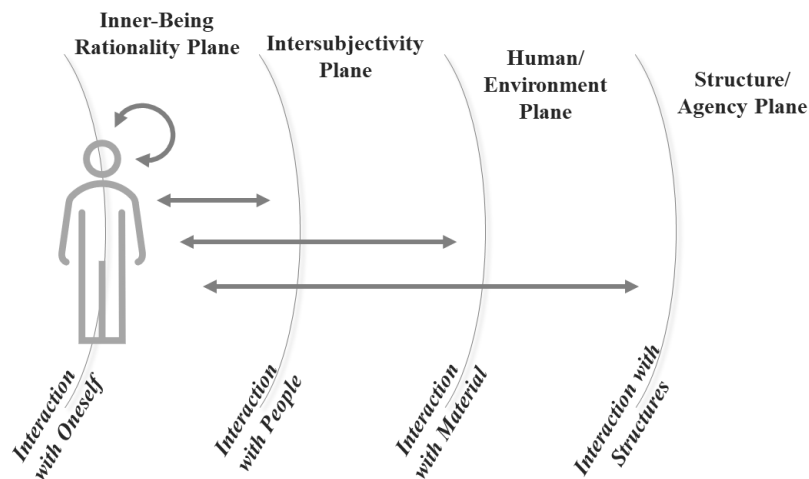 Inner-Being
Rationality Plane
Intersubjectivity
Plane
Human/
Environment
Plane
Structure/
Agency Plane
Interaction
with Oneself
Interaction
with People
Interaction
with Material
Interaction with
Structures